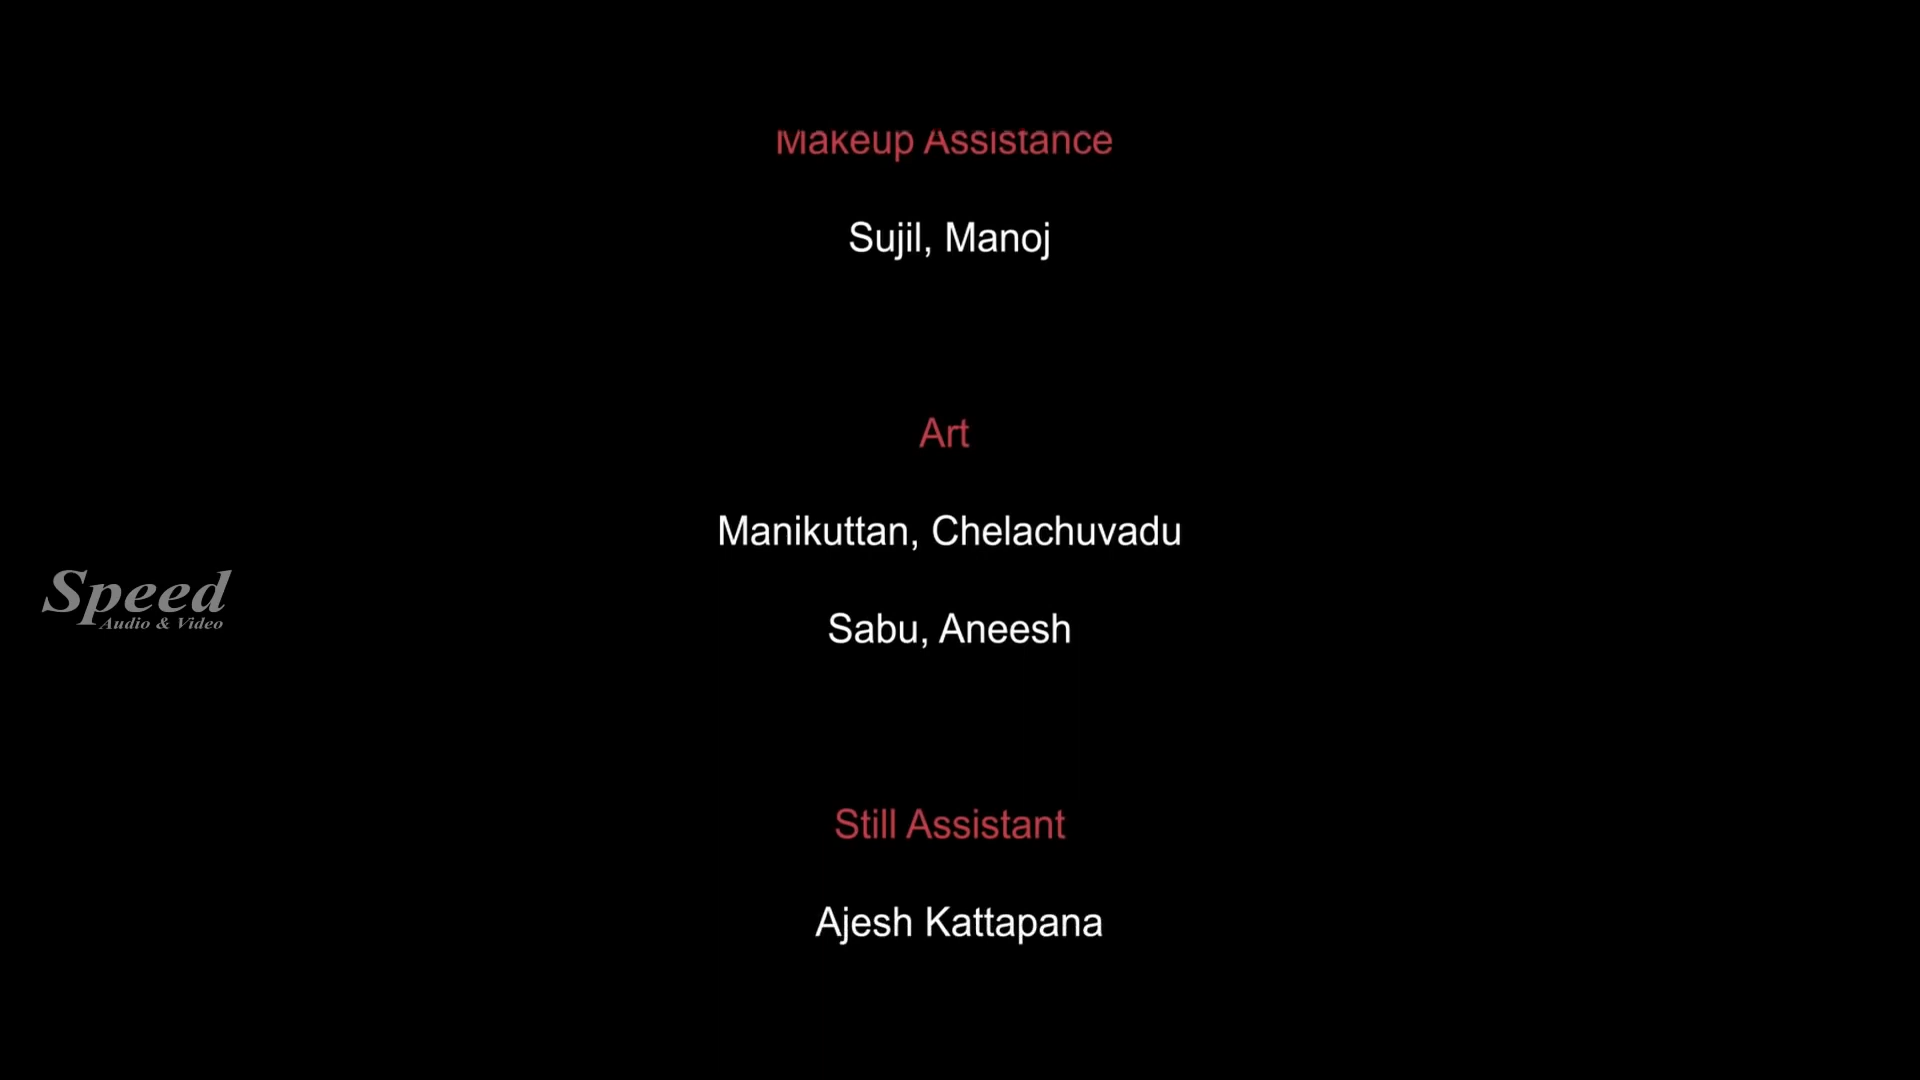 Makeup Assistance
Sujil, Manoj
Art
Manikuttan, Chelachuvadu
Speed
Audio & Video
Sabu, Aneesh
Still Assistant
Ajesh Kattapana